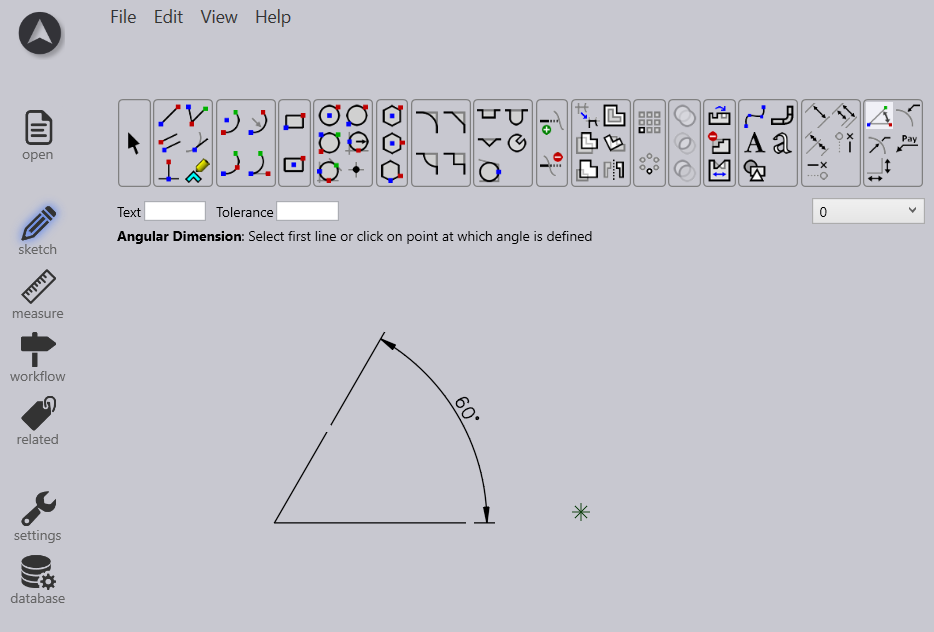 File Edit View Help
open
A a
Pay
Text Tolerance 0
Angular Dimension: Select first line or click on point at which angle is defined
sketch
measure
workflow
related
60°
settings
database